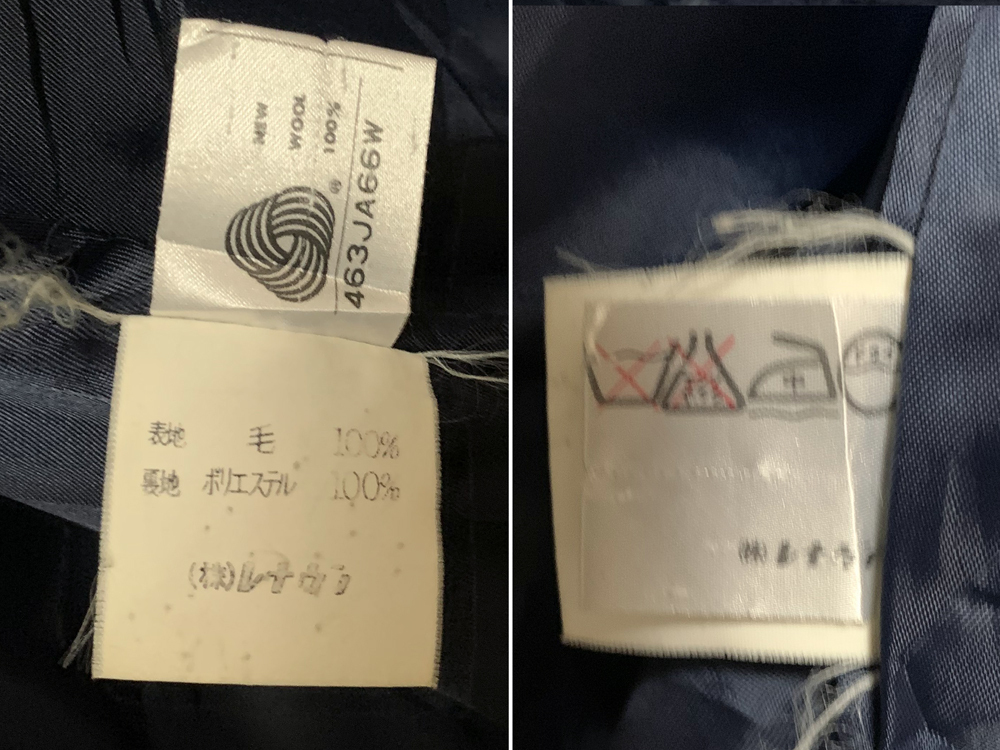 NEW
WOOL
100%
®
463JA66W
表地 毛 100%
裏地 ポリエステル 100%
(株)レナウン
中
(株)レナウ